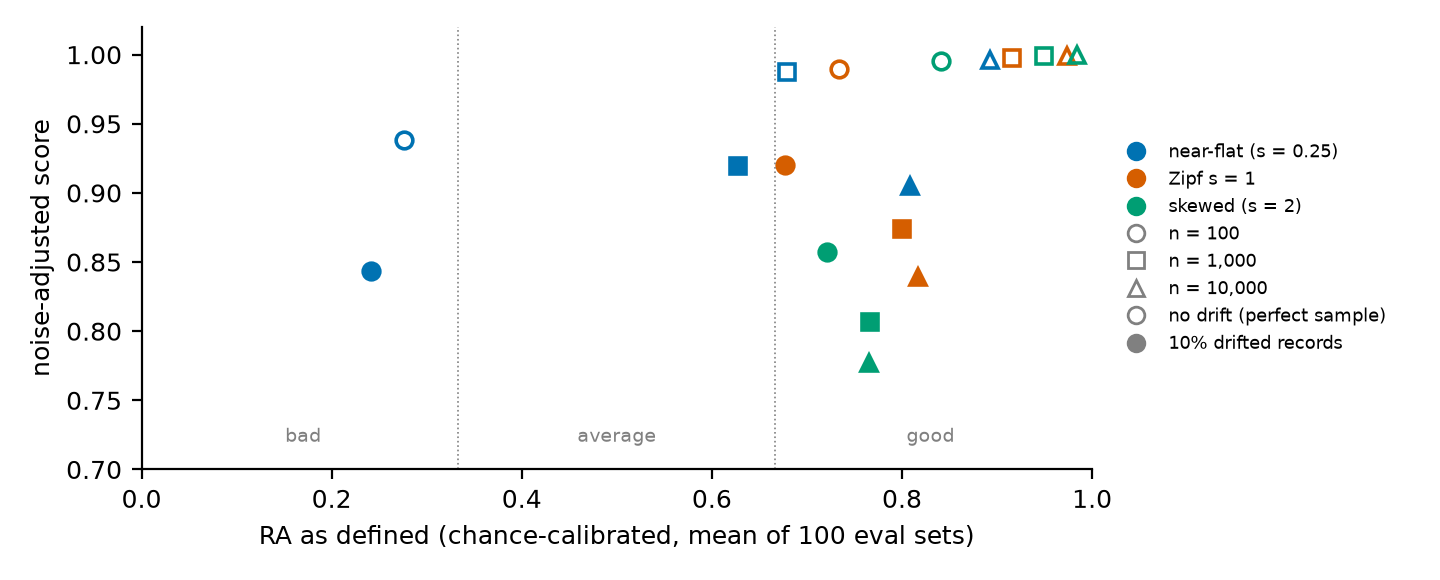 1.00
0.95
0.90
0.85
0.80
0.75
0.70
noise-adjusted score
bad
average
good
0.0
0.2
0.4
0.6
0.8
1.0
RA as defined (chance-calibrated, mean of 100 eval sets)
near-flat (s = 0.25)
Zipf s = 1
skewed (s = 2)
n = 100
n = 1,000
n = 10,000
no drift (perfect sample)
10% drifted records